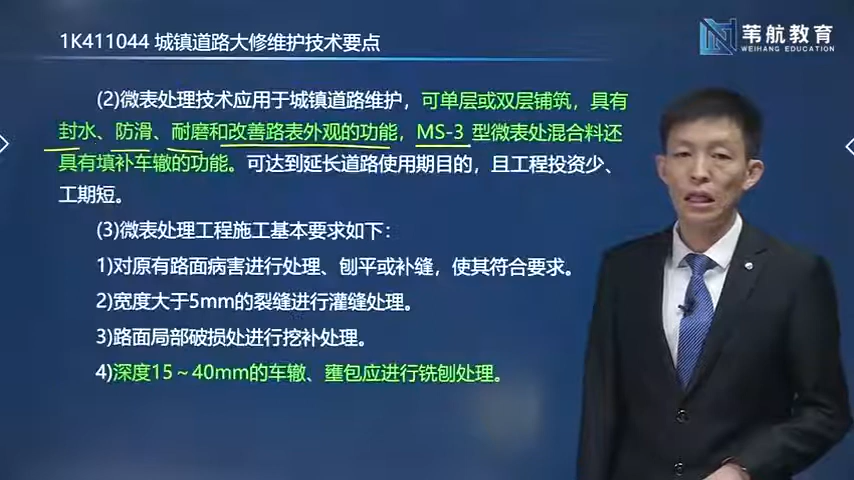 1K411044 城镇道路大修维护技术要点
苇航教育
WEIHANG EDUCATION
(2)微表处理技术应用于城镇道路维护，可单层或双层铺筑，具有
封水、防滑、耐磨和改善路表外观的功能，MS-3 型微表处混合料还
具有填补车辙的功能。可达到延长道路使用期目的，且工程投资少、
工期短。
(3)微表处理工程施工基本要求如下：
1)对原有路面病害进行处理、刨平或补缝，使其符合要求。
2)宽度大于5mm的裂缝进行灌缝处理。
3)路面局部破损处进行挖补处理。
4)深度15～40mm的车辙、壅包应进行铣刨处理。